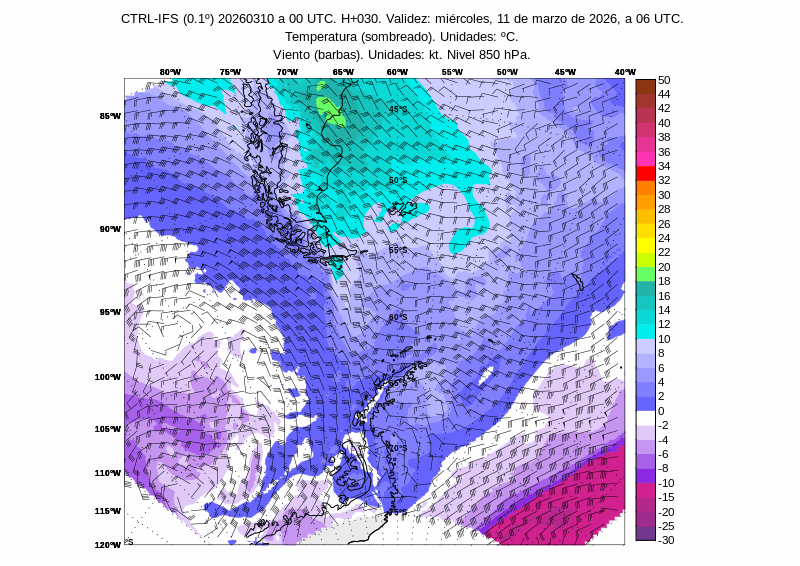 CTRL-IFS (0.1º) 20260310 a 00 UTC. H+030. Validez: miércoles, 11 de marzo de 2026, a 06 UTC.
Temperatura (sombreado). Unidades: ºC.
Viento (barbas). Unidades: kt. Nivel 850 hPa.
80°W 75°W 70°W 65°W 60°W 55°W 50°W 45°W 40°W
85°W
90°W
95°W
100°W
105°W
110°W
115°W
120°W
45°S
50°S
55°S
60°S
65°S
70°S
75°S
°S
50
44
42
40
38
36
34
32
30
28
26
24
22
20
18
16
14
12
10
8
6
4
2
0
-2
-4
-6
-8
-10
-15
-20
-25
-30